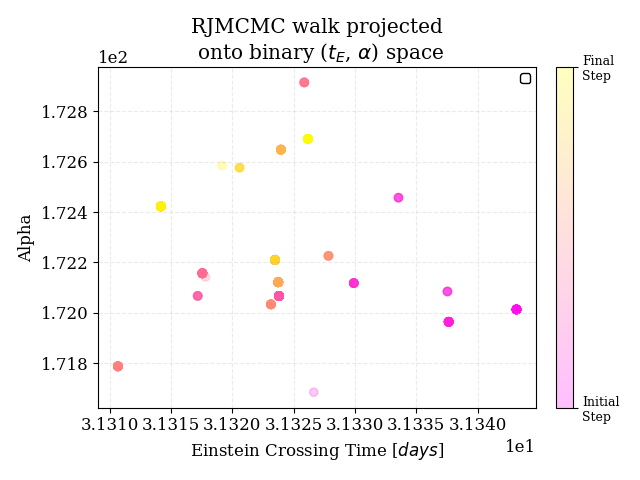 RJMCMC walk projected
onto binary (t_E, α) space
1e2
Final
Step
1.728
1.726
1.724
1.722
1.720
1.718
Alpha
Initial
Step
3.1310 3.1315 3.1320 3.1325 3.1330 3.1335 3.1340
1e1
Einstein Crossing Time [days]